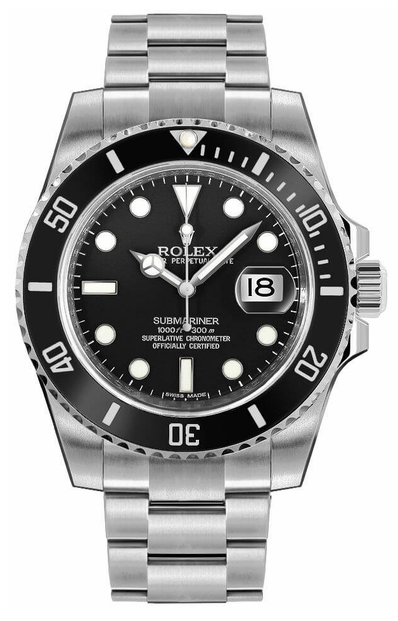 ROLEX
PERPETUAL
18
SUBMARINER
1000 300 m
SUPERLATIVE CHRONOMETER
OFFICIALLY CERTIFIED
SWISS MADE
10
20
30
40
50